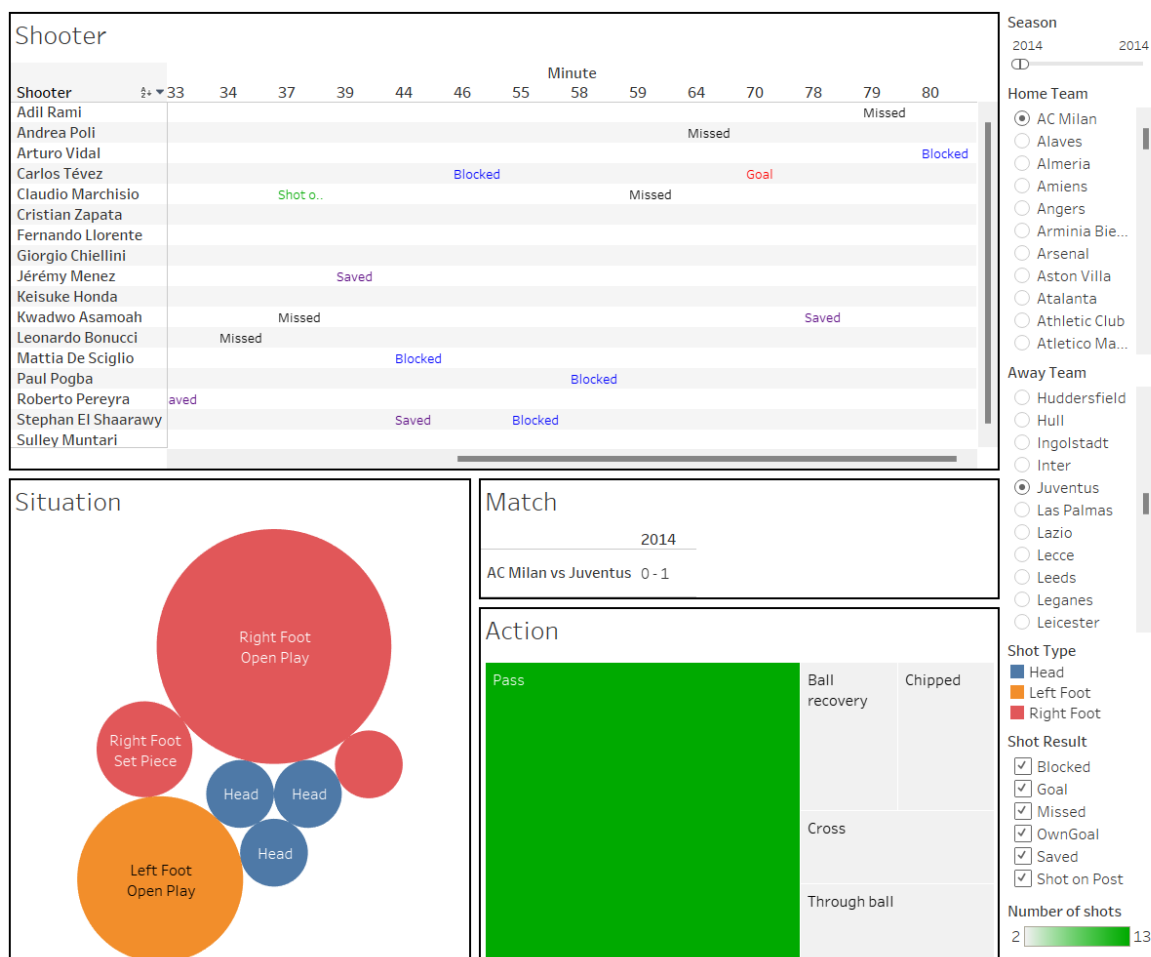 Shooter
Minute
Shooter 33 34 37 39 44 46 55 58 59 64 70 78 79 80
Adil Rami Missed
Andrea Poli Missed
Arturo Vidal Blocked
Carlos Tévez Blocked Goal
Claudio Marchisio Shot o.. Missed
Cristian Zapata
Fernando Llorente
Giorgio Chiellini
Jérémy Menez Saved
Keisuke Honda
Kwadwo Asamoah Missed Saved
Leonardo Bonucci Missed
Mattia De Sciglio Blocked
Paul Pogba Blocked
Roberto Pereyra aved
Stephan El Shaarawy Saved Blocked
Sulley Muntari
Situation
Right Foot
Open Play
Right Foot
Set Piece
Head Head
Head
Left Foot
Open Play
Match
2014
AC Milan vs Juventus 0 - 1
Action
Pass
Ball
recovery
Chipped
Cross
Through ball
Season
2014 2014
Home Team
AC Milan
Alaves
Almeria
Amiens
Angers
Arminia Bie...
Arsenal
Aston Villa
Atalanta
Athletic Club
Atletico Ma...
Away Team
Huddersfield
Hull
Ingolstadt
Inter
Juventus
Las Palmas
Lazio
Lecce
Leeds
Leganes
Leicester
Shot Type
Head
Left Foot
Right Foot
Shot Result
Blocked
Goal
Missed
OwnGoal
Saved
Shot on Post
Number of shots
2 13